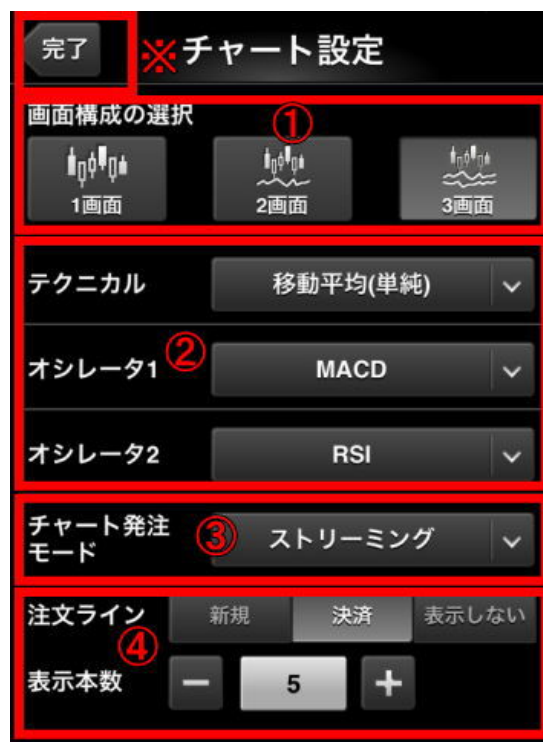 完了
※チャート設定
画面構成の選択
①
1画面 2画面 3画面
テクニカル 移動平均(単純)
②
オシレータ1 MACD
オシレータ2 RSI
チャート発注
モード
③ ストリーミング
注文ライン 新規 決済 表示しない
④
表示本数 － 5 ＋